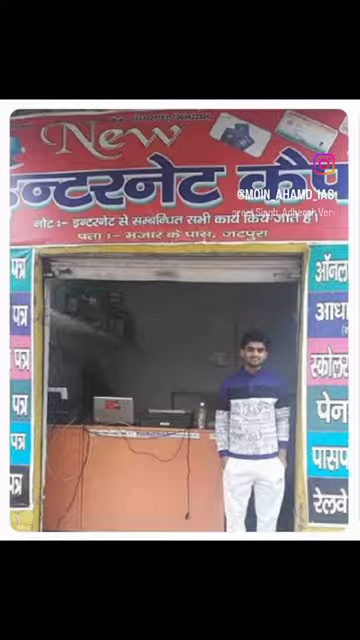 New
इन्टरनेट कै
@MOIN_AHAMD_IAS
नोट :- इन्टरनेट से सम्बन्धित सभी कार्य किये जाते है।
पता :- मजार के पास, जटपुरा
पत्र
पत्र
पत्र
पत्र
पत्र
पत्र
ऑनल
आधा
स्कोलर
पेन
पासप
रेलवे